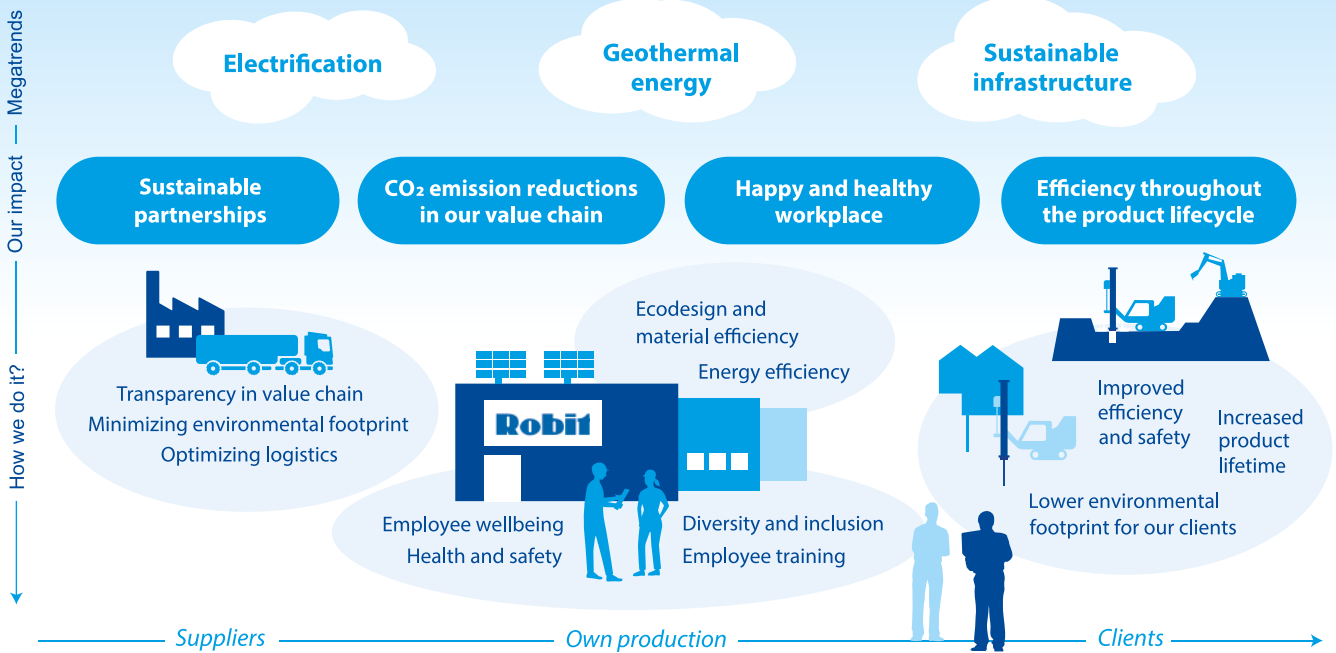 Megatrends
Our impact
How we do it?
Electrification
Geothermal
energy
Sustainable
infrastructure
Sustainable
partnerships
CO₂ emission reductions
in our value chain
Happy and healthy
workplace
Efficiency throughout
the product lifecycle
Transparency in value chain
Minimizing environmental footprint
Optimizing logistics
Ecodesign and
material efficiency
Energy efficiency
Robit
Employee wellbeing
Health and safety
Diversity and inclusion
Employee training
Improved
efficiency
and safety
Increased
product
lifetime
Lower environmental
footprint for our clients
Suppliers
Own production
Clients